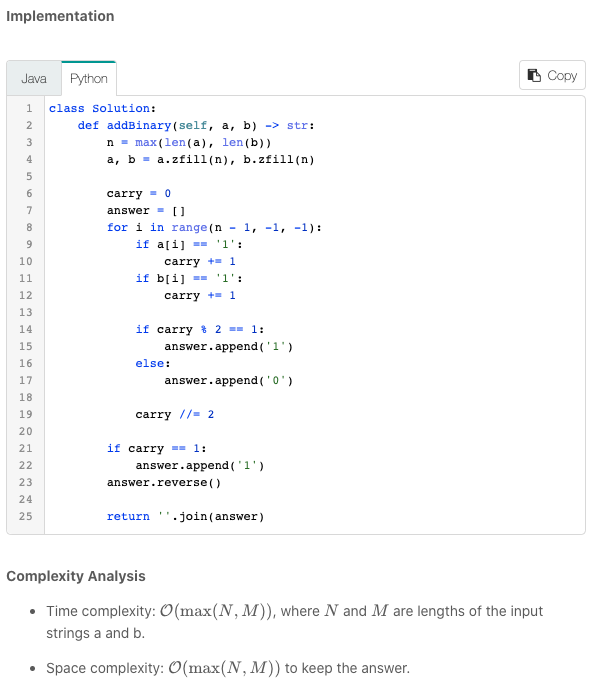 Implementation
Java Python Copy
1 class Solution:
2     def addBinary(self, a, b) -> str:
3         n = max(len(a), len(b))
4         a, b = a.zfill(n), b.zfill(n)
5
6         carry = 0
7         answer = []
8         for i in range(n - 1, -1, -1):
9             if a[i] == '1':
10                 carry += 1
11             if b[i] == '1':
12                 carry += 1
13
14             if carry % 2 == 1:
15                 answer.append('1')
16             else:
17                 answer.append('0')
18
19             carry //= 2
20
21         if carry == 1:
22             answer.append('1')
23         answer.reverse()
24
25         return ''.join(answer)
Complexity Analysis
• Time complexity: O(max(N, M)), where N and M are lengths of the input
strings a and b.
• Space complexity: O(max(N, M)) to keep the answer.